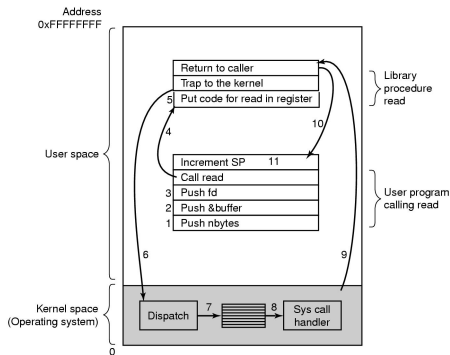 Address
0xFFFFFFFF
Return to caller
Trap to the kernel
5 Put code for read in register
Library
procedure
read
4
10
User space
Increment SP 11
Call read
3 Push fd
2 Push &buffer
1 Push nbytes
User program
calling read
6
9
Kernel space
(Operating system)
Dispatch
7
8
Sys call
handler
0